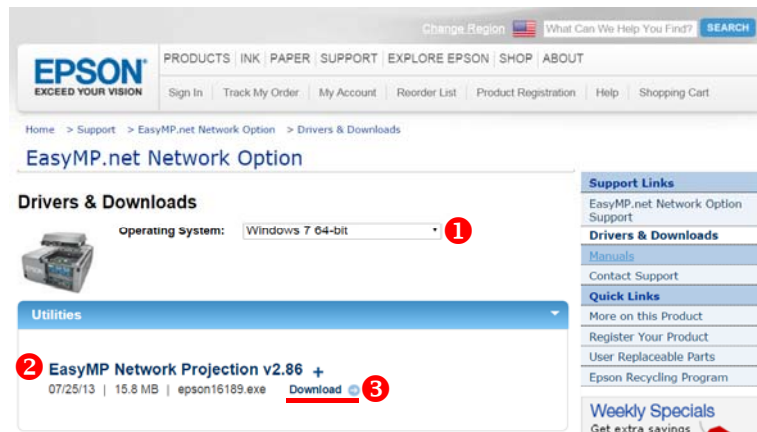 Change Region What Can We Help You Find? SEARCH
EPSON
EXCEED YOUR VISION
PRODUCTS INK PAPER SUPPORT EXPLORE EPSON SHOP ABOUT
Sign In Track My Order My Account Reorder List Product Registration Help Shopping Cart
Home > Support > EasyMP.net Network Option > Drivers & Downloads
EasyMP.net Network Option
Drivers & Downloads
Operating System: Windows 7 64-bit 1
Utilities
2 EasyMP Network Projection v2.86 +
07/25/13 | 15.8 MB | epson16189.exe Download 3
Support Links
EasyMP.net Network Option
Support
Drivers & Downloads
Manuals
Contact Support
Quick Links
More on this Product
Register Your Product
User Replaceable Parts
Epson Recycling Program
Weekly Specials
Get extra savings